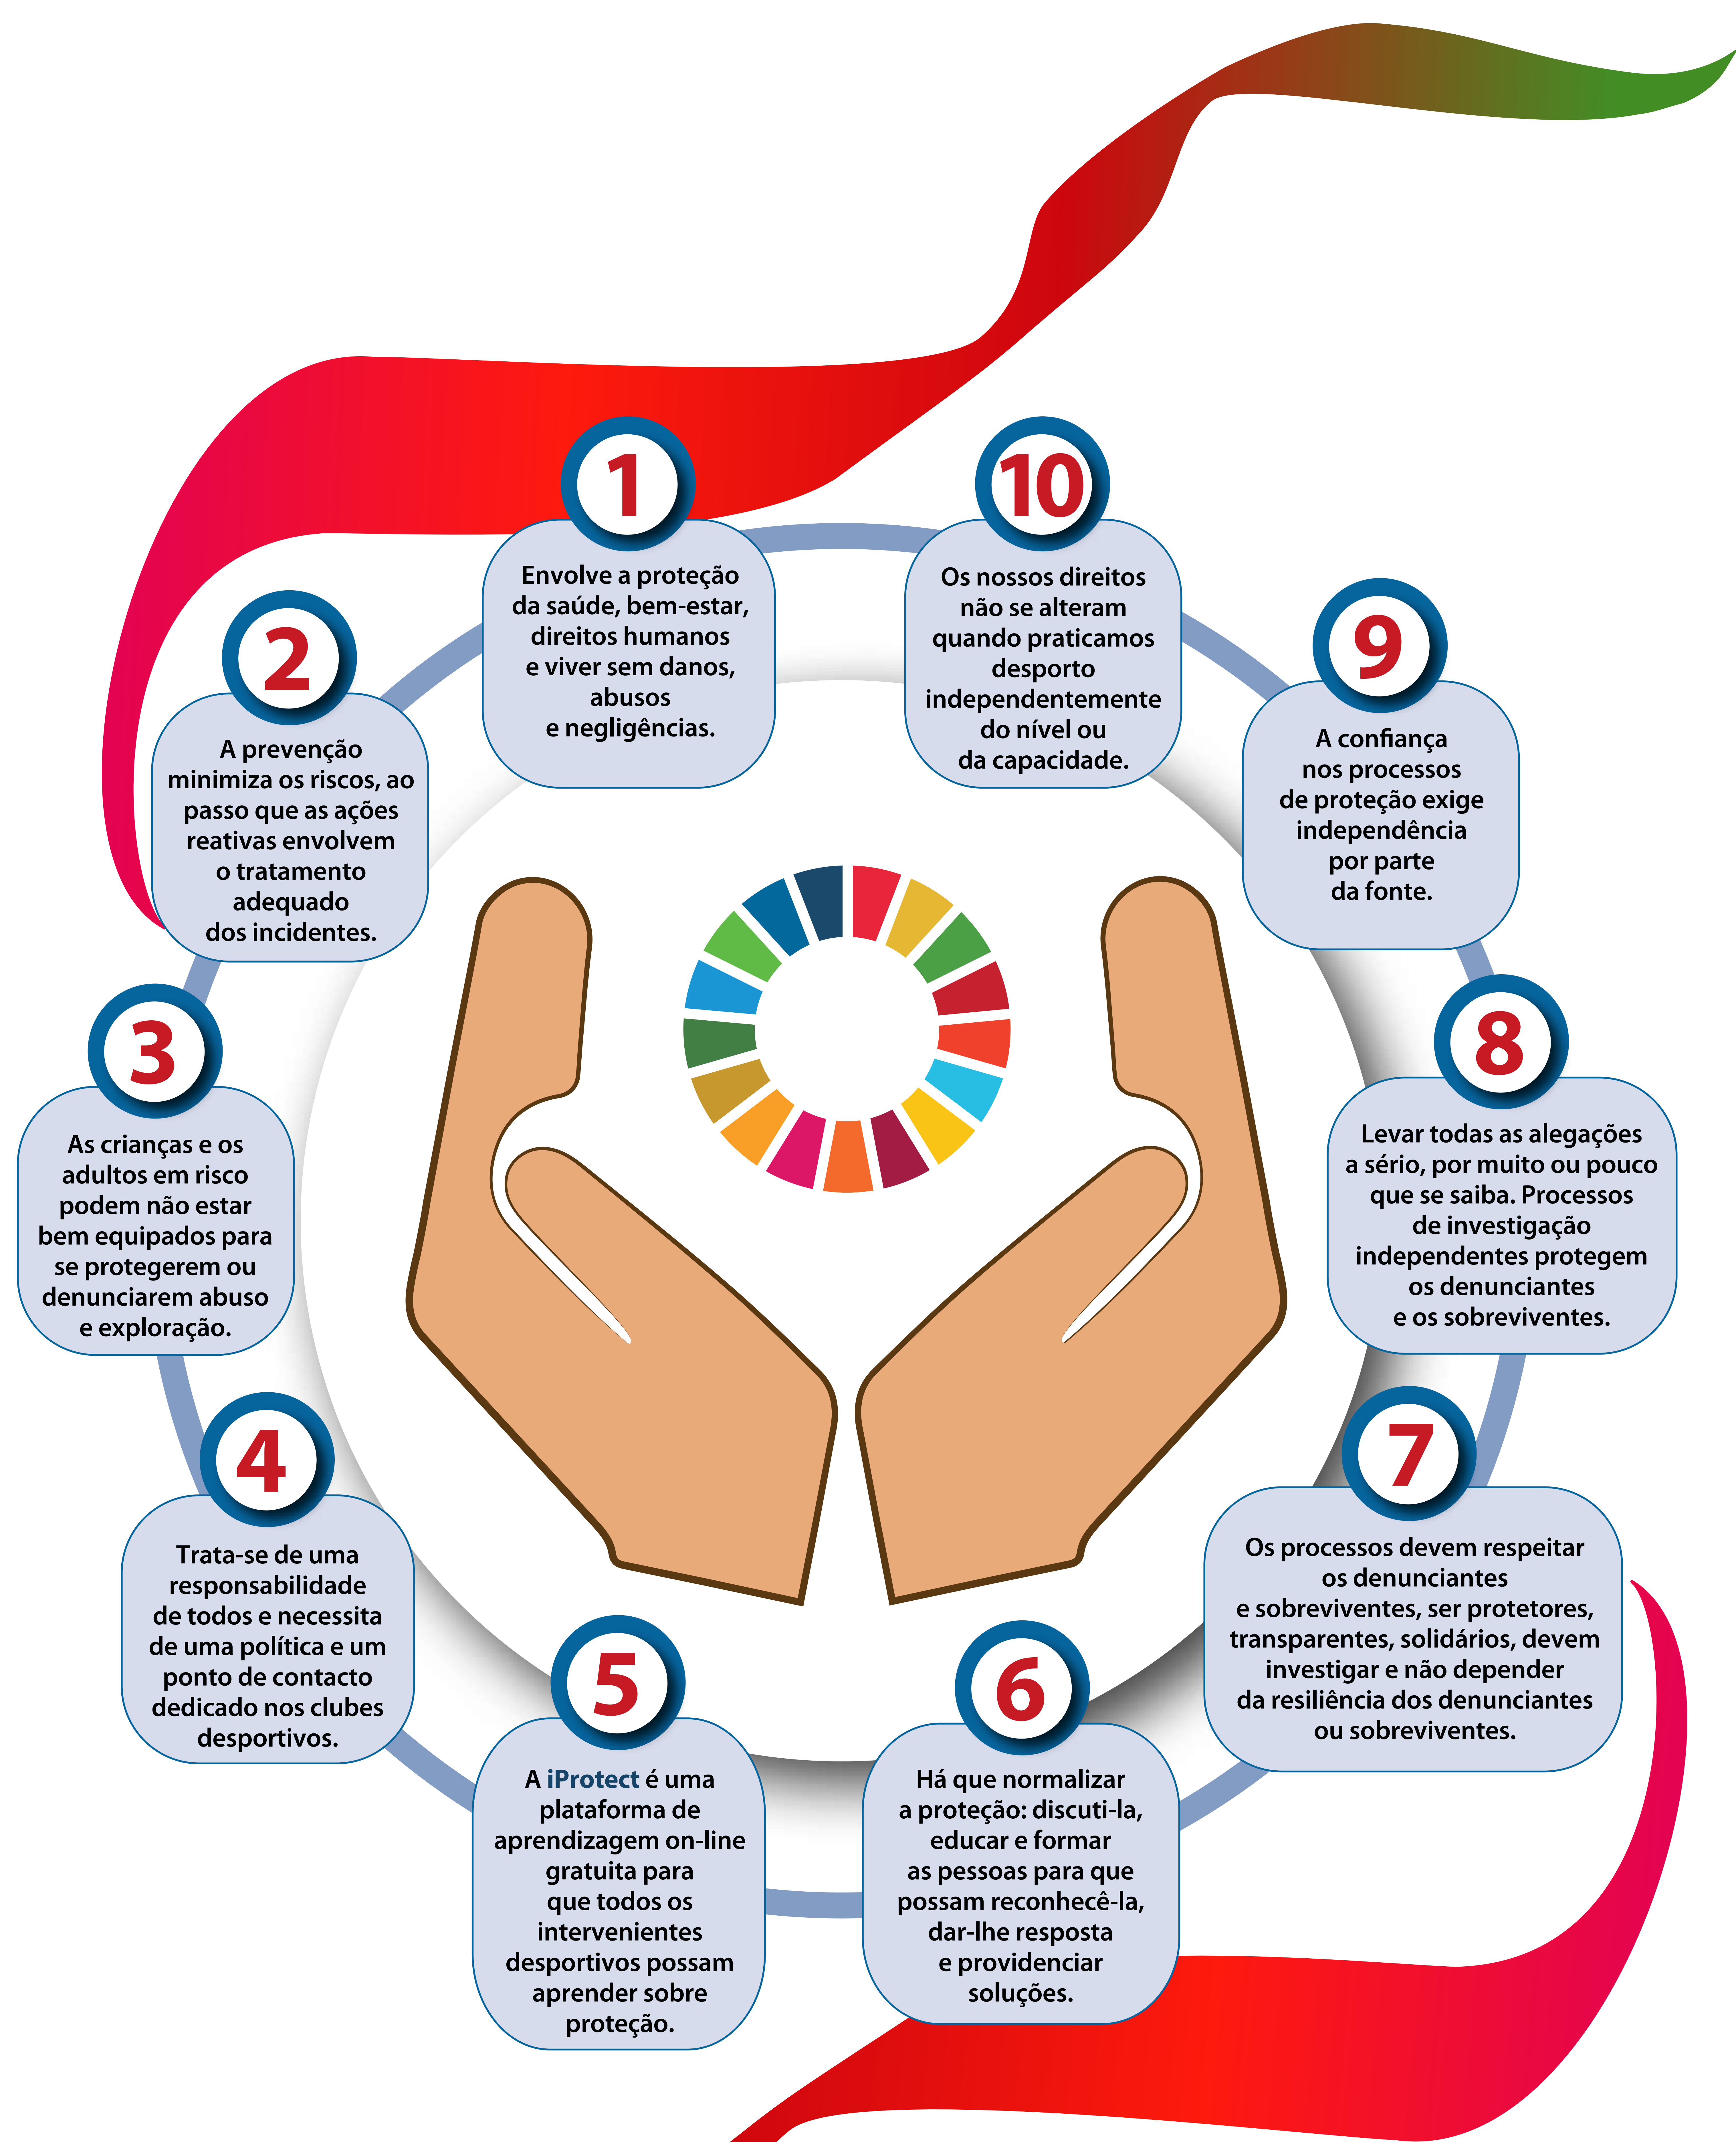 1
Envolve a proteção
da saúde, bem-estar,
direitos humanos
e viver sem danos,
abusos
e negligências.
2
A prevenção
minimiza os riscos, ao
passo que as ações
reativas envolvem
o tratamento
adequado
dos incidentes.
3
As crianças e os
adultos em risco
podem não estar
bem equipados para
se protegerem ou
denunciarem abuso
e exploração.
4
Trata-se de uma
responsabilidade
de todos e necessita
de uma política e um
ponto de contacto
dedicado nos clubes
desportivos.
5
A iProtect é uma
plataforma de
aprendizagem on-line
gratuita para
que todos os
intervenientes
desportivos possam
aprender sobre
proteção.
6
Há que normalizar
a proteção: discuti-la,
educar e formar
as pessoas para que
possam reconhecê-la,
dar-lhe resposta
e providenciar
soluções.
7
Os processos devem respeitar
os denunciantes
e sobreviventes, ser protetores,
transparentes, solidários, devem
investigar e não depender
da resiliência dos denunciantes
ou sobreviventes.
8
Levar todas as alegações
a sério, por muito ou pouco
que se saiba. Processos
de investigação
independentes protegem
os denunciantes
e os sobreviventes.
9
A confiança
nos processos
de proteção exige
independência
por parte
da fonte.
10
Os nossos direitos
não se alteram
quando praticamos
desporto
independentemente
do nível ou
da capacidade.